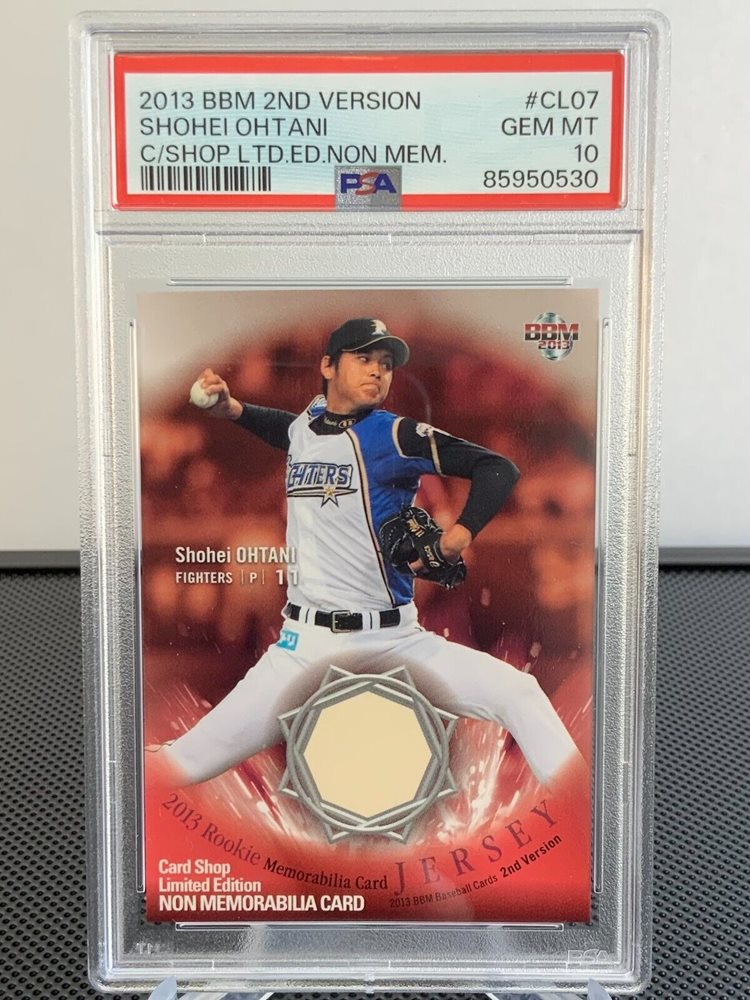 2013 BBM 2ND VERSION #CL07
SHOHEI OHTANI GEM MT
C/SHOP LTD.ED.NON MEM. 10
PSA 85950530
BBM
2013
FIGHTERS
Shohei OHTANI
FIGHTERS | P | 11
2013 Rookie Memorabilia Card JERSEY
2013 BBM Baseball Cards 2nd Version
Card Shop
Limited Edition
NON MEMORABILIA CARD
PSA